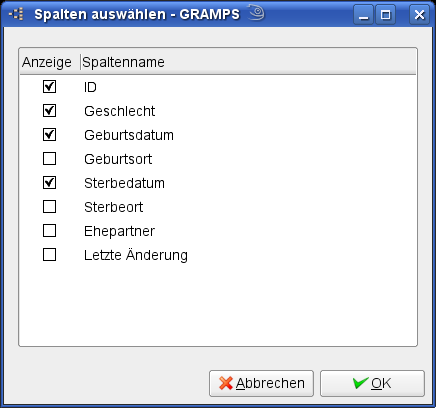 Spalten auswählen - GRAMPS
Anzeige Spaltenname
ID
Geschlecht
Geburtsdatum
Geburtsort
Sterbedatum
Sterbeort
Ehepartner
Letzte Änderung
Abbrechen OK